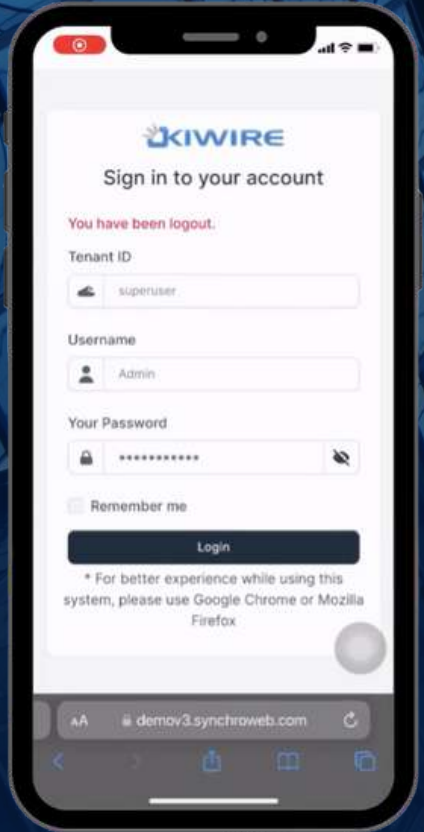 KIWIRE
Sign in to your account
You have been logout.
Tenant ID
superuser
Username
Admin
Your Password
***********
Remember me
Login
* For better experience while using this
system, please use Google Chrome or Mozilla
Firefox
AA demov3.synchroweb.com